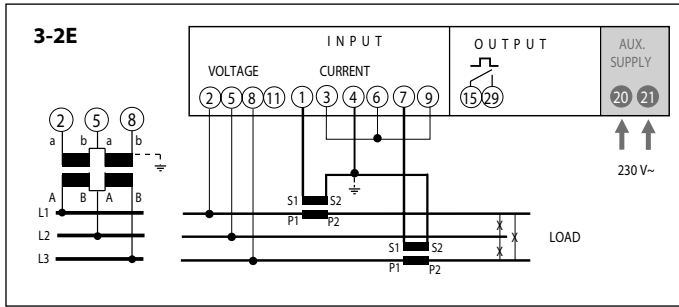 3-2E
INPUT
OUTPUT
AUX.
SUPPLY
VOLTAGE
CURRENT
2 5 8 11 1 3 4 6 7 9
15 29
20 21
230 V~
2 5 8
a b a b
A B A B
L1
L2
L3
S1 S2
P1 P2
S1 S2
P1 P2
LOAD